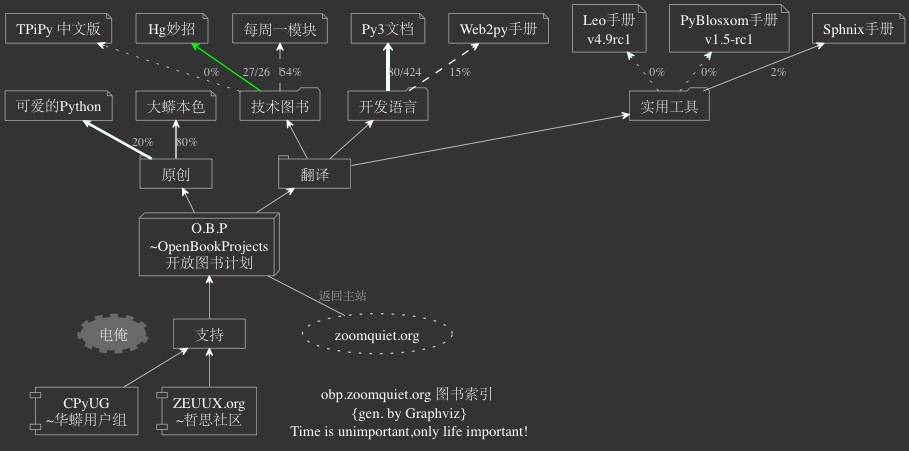 TPiPy 中文版
Hg妙招
每周一模块
Py3文档
Web2py手册
Leo手册
v4.9rc1
PyBlosxom手册
v1.5-rc1
Sphnix手册
0%
27/26
54%
80/424
15%
0%
0%
2%
可爱的Python
大蟒本色
技术图书
开发语言
实用工具
20%
80%
原创
翻译
O.B.P
~OpenBookProjects
开放图书计划
返回主站
电俺
支持
zoomquiet.org
CPyUG
~华蟒用户组
ZEUUX.org
~哲思社区
obp.zoomquiet.org 图书索引
{gen. by Graphviz}
Time is unimportant,only life important!